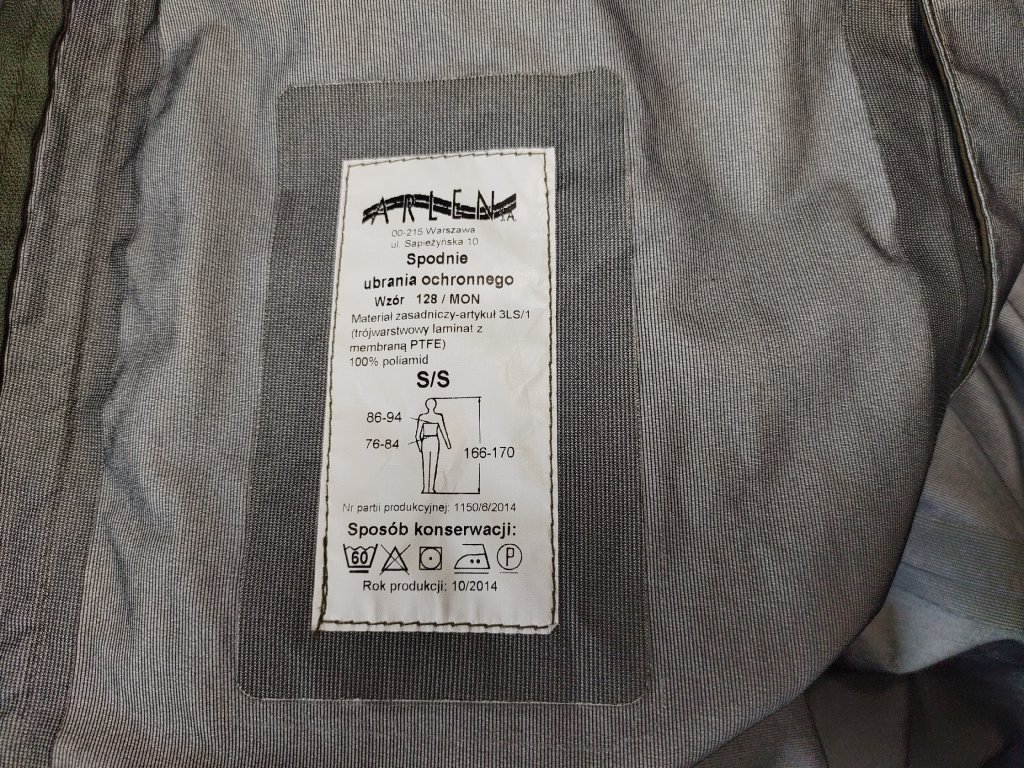 ARLEN S.A.
00-215 Warszawa
ul. Sapieżyńska 10
Spodnie
ubrania ochronnego
Wzór 128 / MON
Materiał zasadniczy-artykuł 3LS/1
(trójwarstwowy laminat z
membraną PTFE)
100% poliamid
S/S
86-94
76-84
166-170
Nr partii produkcyjnej: 1150/6/2014
Sposób konserwacji:
60 P
Rok produkcji: 10/2014